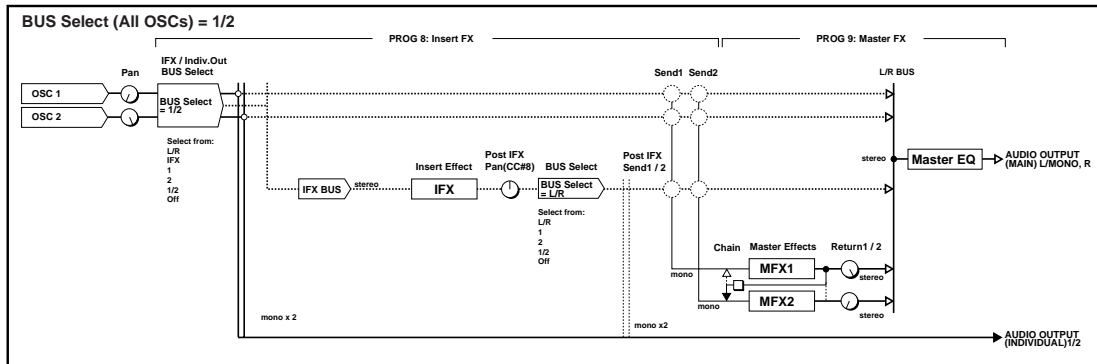 BUS Select (All OSCs) = 1/2
PROG 8: Insert FX
PROG 9: Master FX
IFX / Indiv.Out
BUS Select
Pan
Send1
Send2
L/R BUS
OSC 1
OSC 2
BUS Select
= 1/2
Select from:
L/R
IFX
1
2
1/2
Off
IFX BUS
stereo
Insert Effect
IFX
Post IFX
Pan(CC#8)
BUS Select
BUS Select
= L/R
Select from:
L/R
1
2
1/2
Off
Post IFX
Send1 / 2
stereo
Master EQ
AUDIO OUTPUT
(MAIN) L/MONO, R
Chain
Master Effects
Return1 / 2
mono
MFX1
stereo
mono
MFX2
stereo
mono x 2
mono x2
AUDIO OUTPUT
(INDIVIDUAL)1/2